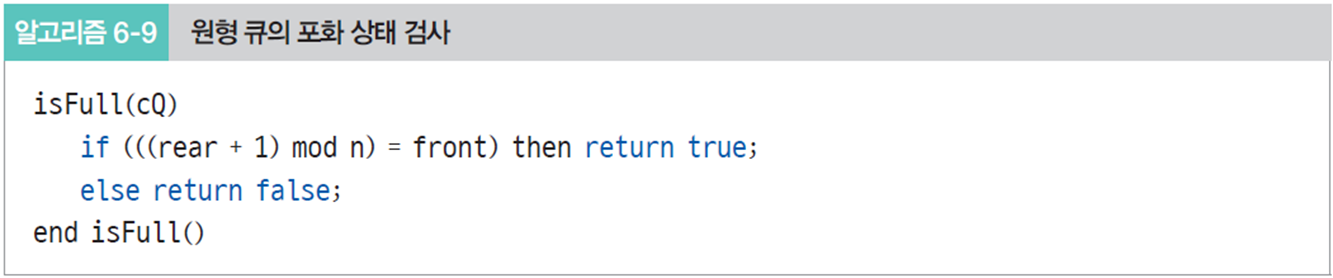 알고리즘 6-9 원형 큐의 포화 상태 검사
isFull(cQ)
if (((rear + 1) mod n) = front) then return true;
else return false;
end isFull()